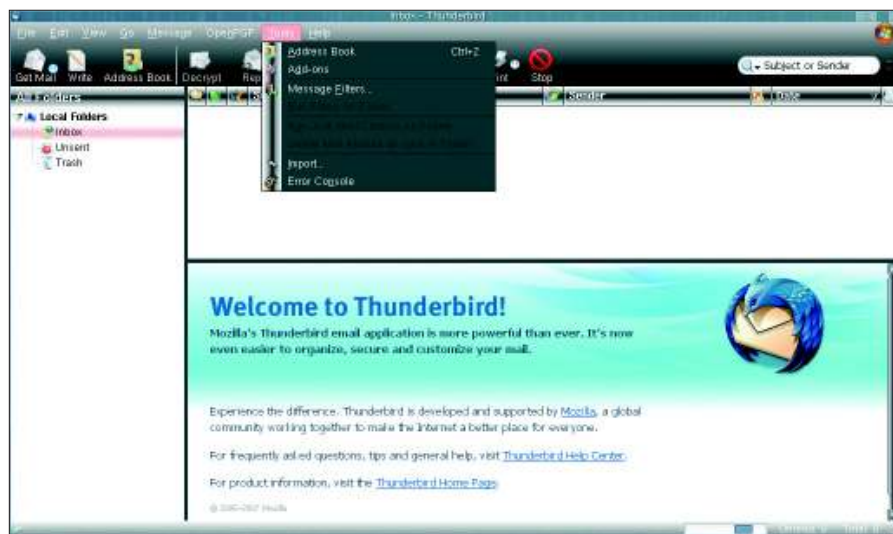 Inbox - Thunderbird
File Edit View Go Message OpenPGP Tools Help
Get Mail Write Address Book Decrypt Stop
Subject or Sender
Address Book Ctrl+2
Add-ons
Message Filters...
Import...
Error Console
All Folders Sender Date
Local Folders
Inbox
Unsent
Trash
Welcome to Thunderbird!
Mozilla's Thunderbird email application is more powerful than ever. It's now
even easier to organize, secure and customize your mail.
Experience the difference. Thunderbird is developed and supported by Mozilla, a global
community working together to make the Internet a better place for everyone.
For frequently asked questions, tips and general help, visit Thunderbird Help Center.
For product information, visit the Thunderbird Home Page.